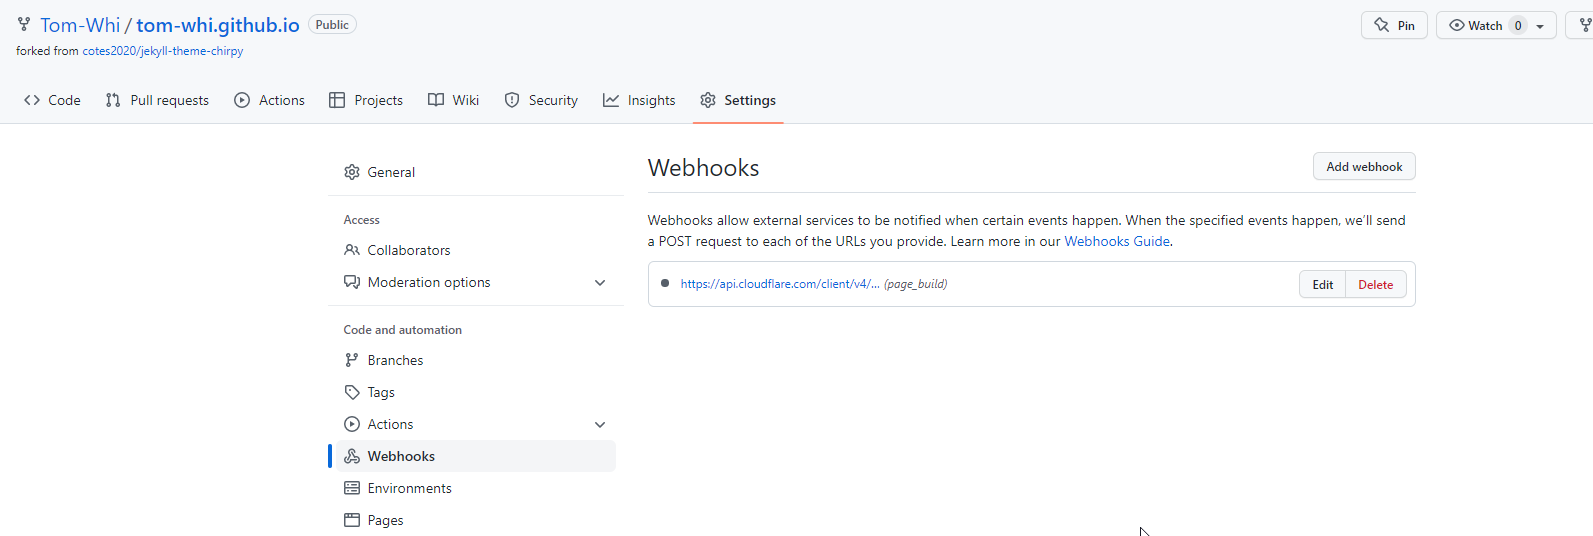 Tom-Whi / tom-whi.github.io Public
Pin
Watch 0
forked from cotes2020/jekyll-theme-chirpy
Code Pull requests Actions Projects Wiki Security Insights Settings
General
Access
Collaborators
Moderation options
Code and automation
Branches
Tags
Actions
Webhooks
Environments
Pages
Webhooks
Add webhook
Webhooks allow external services to be notified when certain events happen. When the specified events happen, we’ll send
a POST request to each of the URLs you provide. Learn more in our Webhooks Guide.
https://api.cloudflare.com/client/v4/... (page_build)
Edit Delete